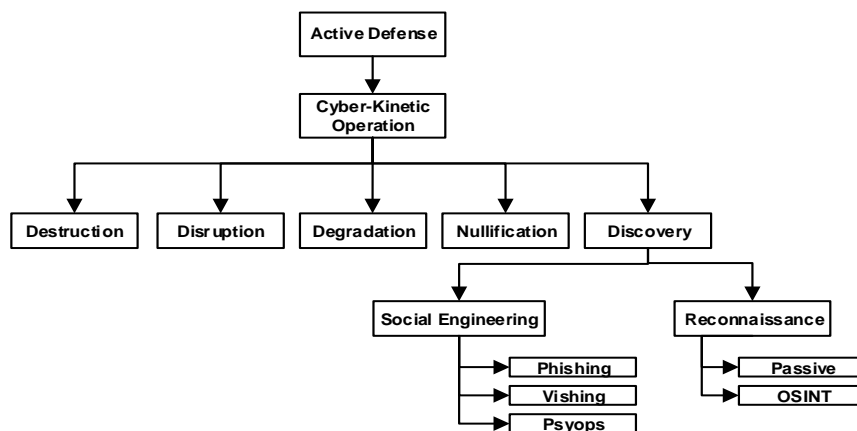 Active Defense
Cyber-Kinetic
Operation
Destruction
Disruption
Degradation
Nullification
Discovery
Social Engineering
Reconnaissance
Phishing
Passive
Vishing
OSINT
Psyops